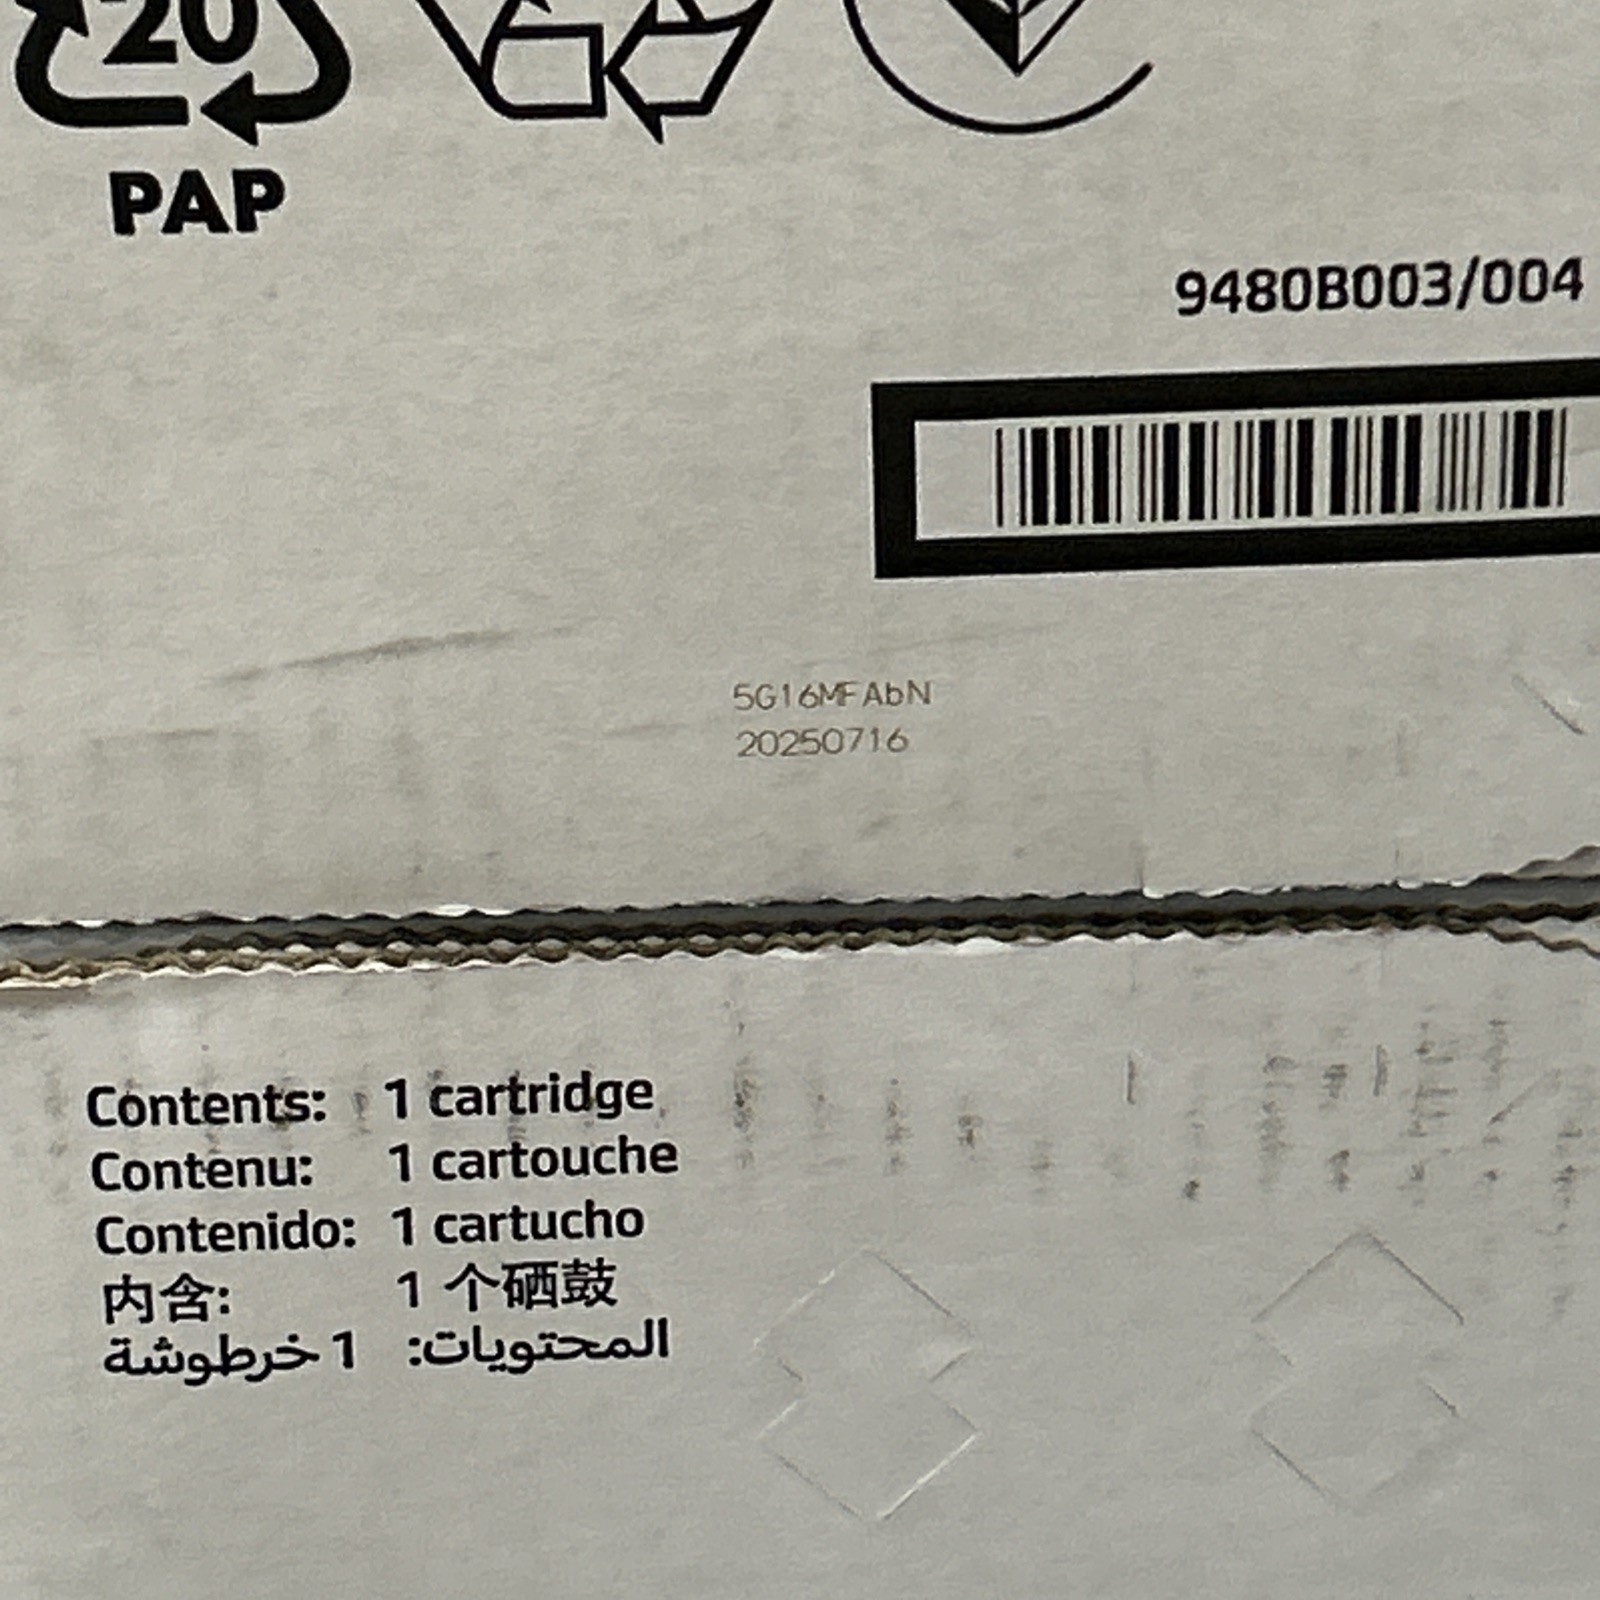 20
PAP
9480B003/004
5G16MFAbN
20250716
Contents: 1 cartridge
Contenu: 1 cartouche
Contenido: 1 cartucho
内含: 1 个硒鼓
المحتويات: 1 خرطوشة